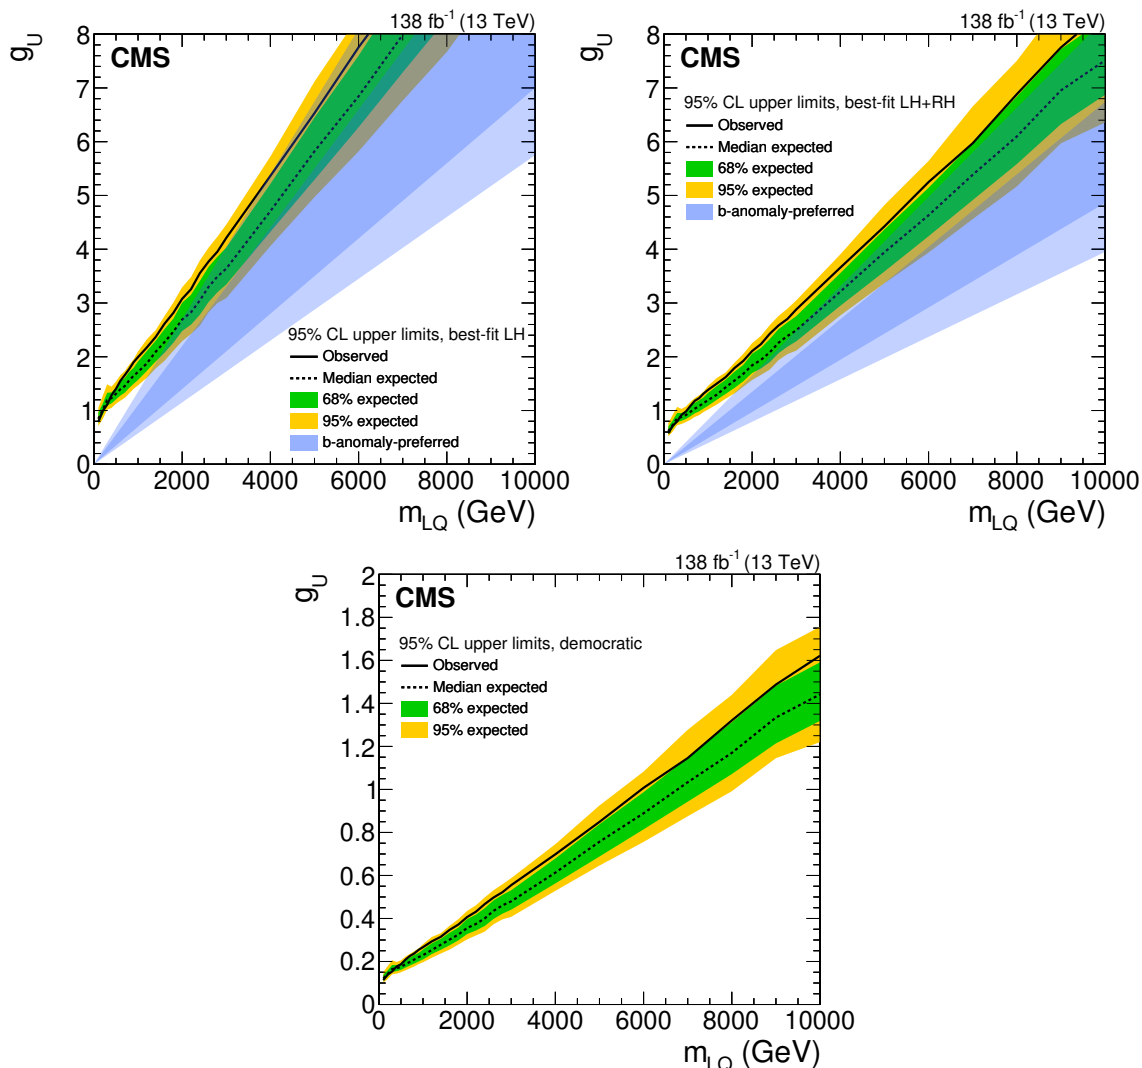 138 fb⁻¹ (13 TeV)
g_U
8
7
6
5
4
3
2
1
0
CMS
95% CL upper limits, best-fit LH
Observed
Median expected
68% expected
95% expected
b-anomaly-preferred
0 2000 4000 6000 8000 10000
m_LQ (GeV)
138 fb⁻¹ (13 TeV)
g_U
8
7
6
5
4
3
2
1
0
CMS
95% CL upper limits, best-fit LH+RH
Observed
Median expected
68% expected
95% expected
b-anomaly-preferred
0 2000 4000 6000 8000 10000
m_LQ (GeV)
138 fb⁻¹ (13 TeV)
g_U
2
1.8
1.6
1.4
1.2
1
0.8
0.6
0.4
0.2
0
CMS
95% CL upper limits, democratic
Observed
Median expected
68% expected
95% expected
0 2000 4000 6000 8000 10000
m_LQ (GeV)